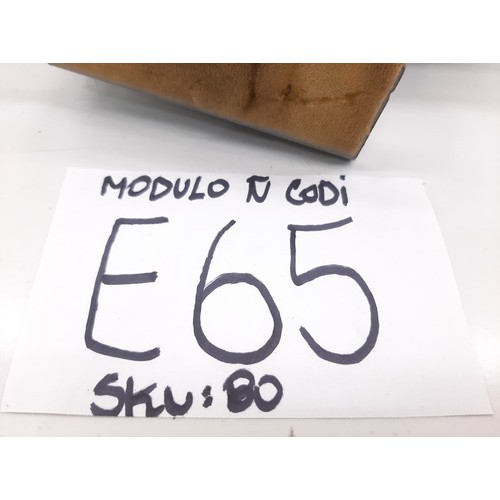 MODULO Ñ CODi
E65
SKU: 80